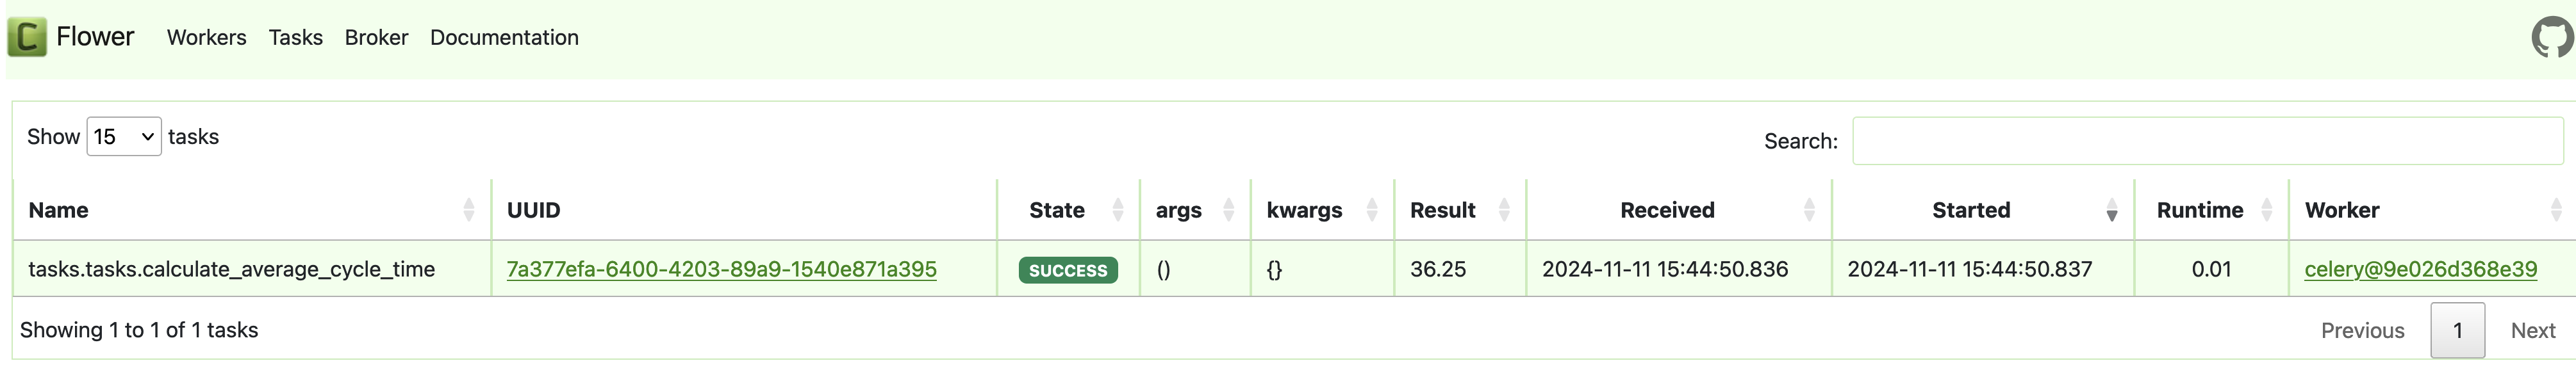 C Flower Workers Tasks Broker Documentation
Show 15 tasks Search:
Name UUID State args kwargs Result Received Started Runtime Worker
tasks.tasks.calculate_average_cycle_time 7a377efa-6400-4203-89a9-1540e871a395 SUCCESS () {} 36.25 2024-11-11 15:44:50.836 2024-11-11 15:44:50.837 0.01 celery@9e026d368e39
Showing 1 to 1 of 1 tasks Previous 1 Next